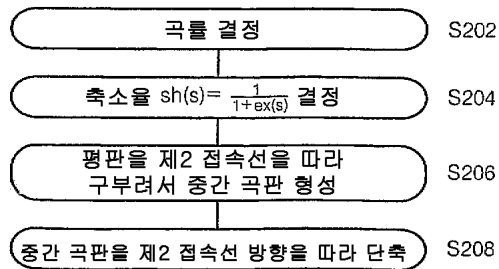 곡률 결정 S202
축소율 sh(s)= 1/(1+ex(s)) 결정 S204
평판을 제2 접속선을 따라
구부려서 중간 곡판 형성 S206
중간 곡판을 제2 접속선 방향을 따라 단축 S208